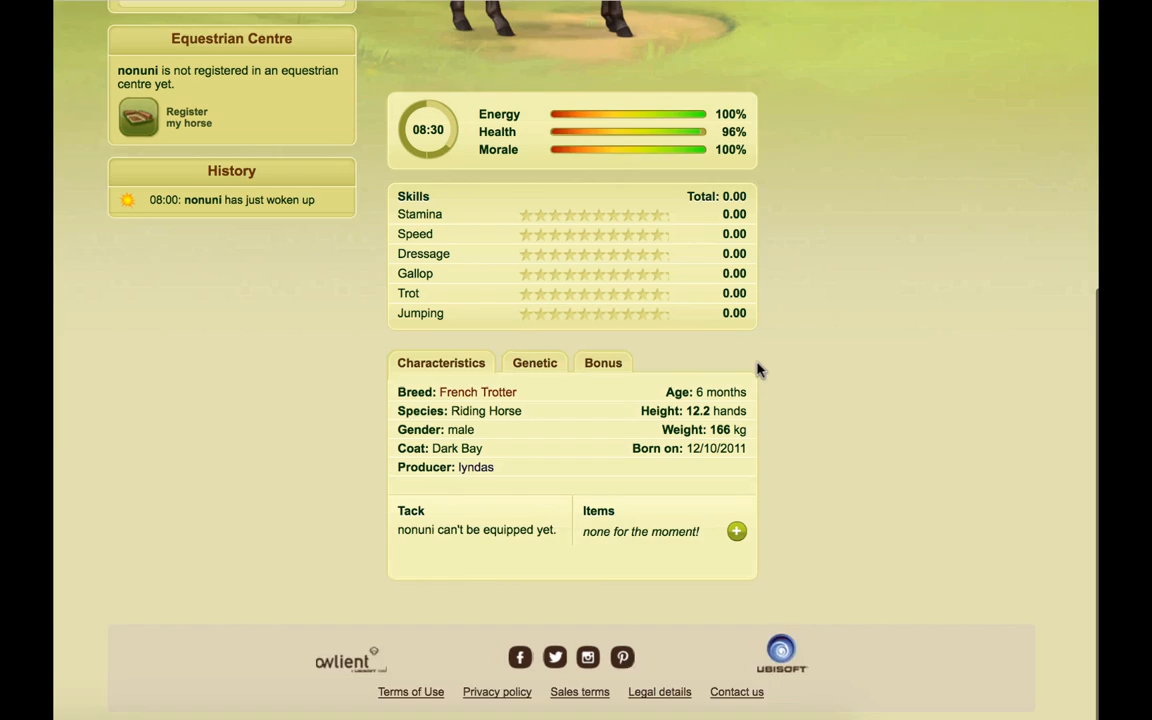 Equestrian Centre
nonuni is not registered in an equestrian
centre yet.
Register
my horse
History
08:00: nonuni has just woken up
08:30
Energy 100%
Health 96%
Morale 100%
Skills Total: 0.00
Stamina 0.00
Speed 0.00
Dressage 0.00
Gallop 0.00
Trot 0.00
Jumping 0.00
Characteristics Genetic Bonus
Breed: French Trotter Age: 6 months
Species: Riding Horse Height: 12.2 hands
Gender: male Weight: 166 kg
Coat: Dark Bay Born on: 12/10/2011
Producer: lyndas
Tack Items
nonuni can't be equipped yet. none for the moment!
owlient
UBISOFT
Terms of Use Privacy policy Sales terms Legal details Contact us